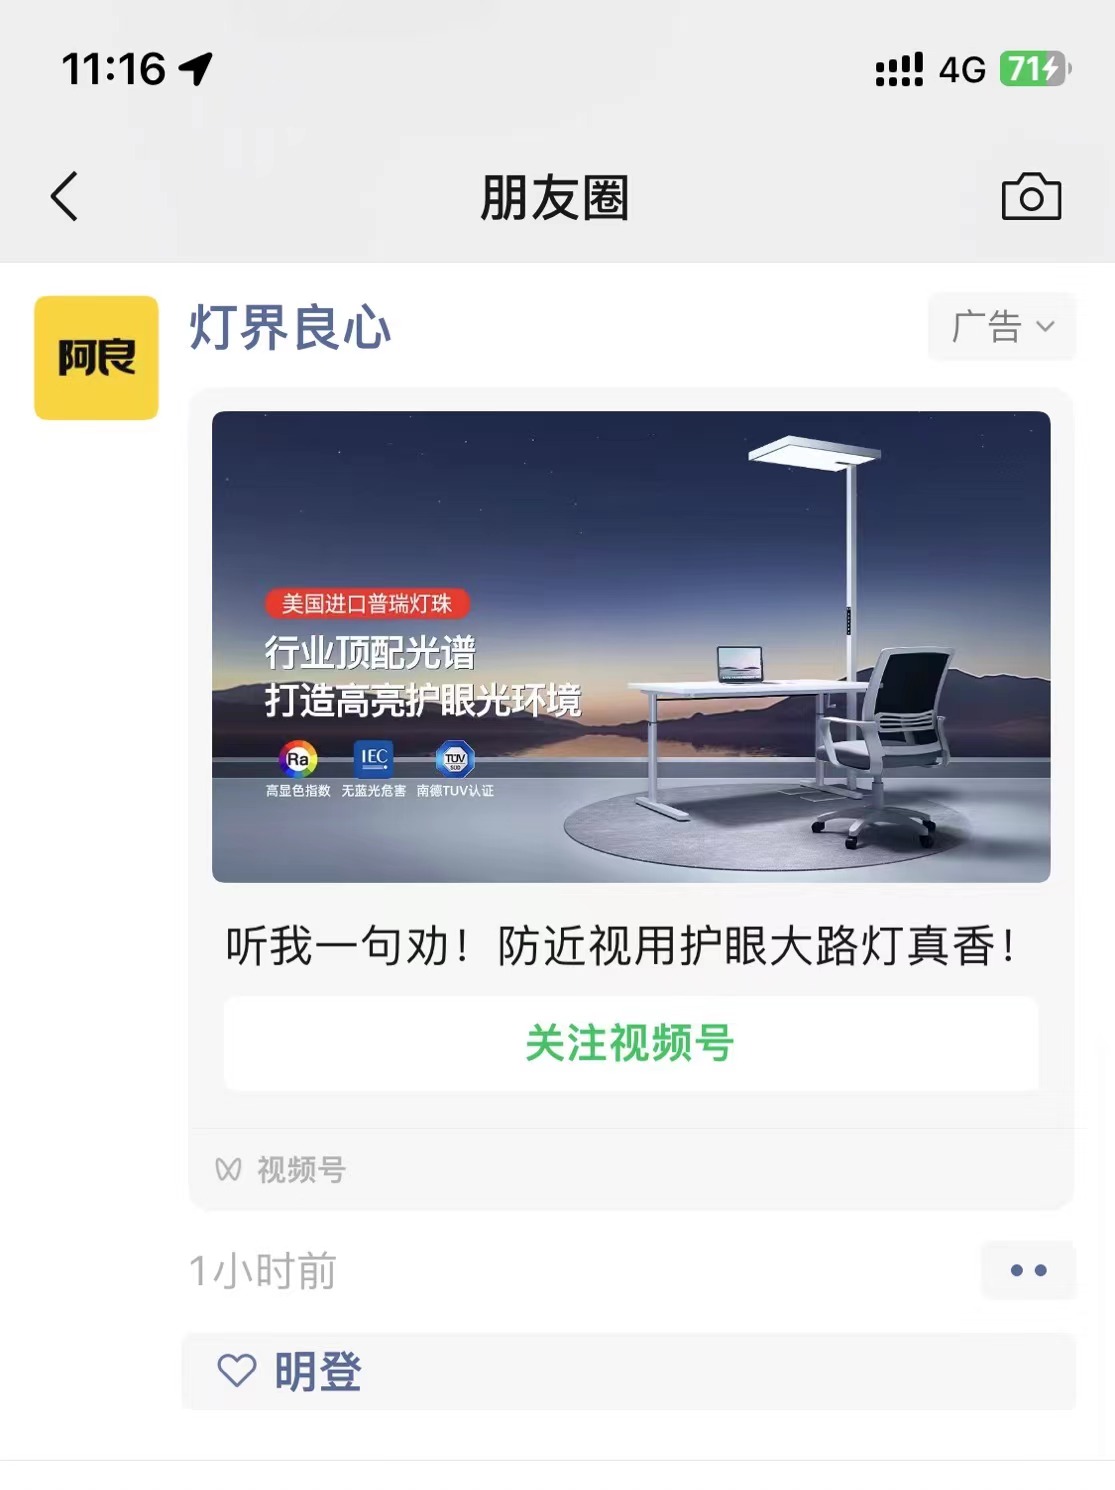 11:16
4G 71
朋友圈
阿良
灯界良心
广告
美国进口普瑞灯珠
行业顶配光谱
打造高亮护眼光环境
Ra IEC TÜV SÜD
高显色指数 无蓝光危害 南德TUV认证
听我一句劝！防近视用护眼大路灯真香！
关注视频号
视频号
1小时前
明登